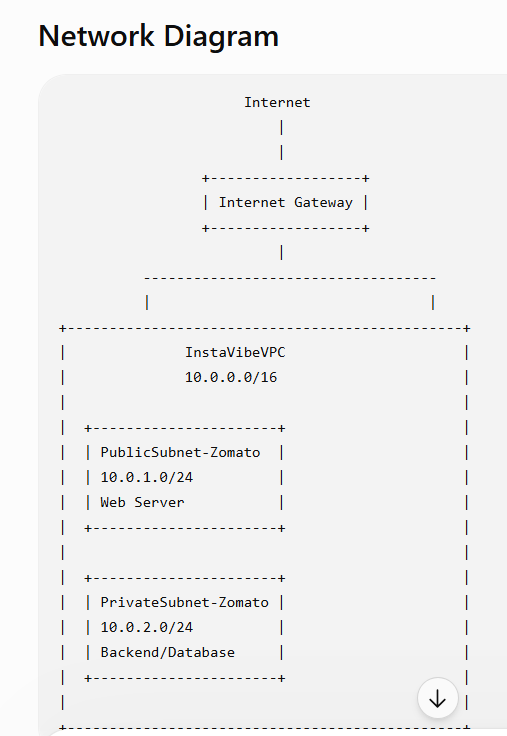 Network Diagram
                         Internet
                             |
                             |
                    +------------------+
                    | Internet Gateway |
                    +------------------+
                             |
             -----------------------------------
             |                                  |
   +-----------------------------------------------+
   |              InstaVibeVPC                     |
   |              10.0.0.0/16                      |
   |                                               |
   |  +----------------------+                     |
   |  | PublicSubnet-Zomato  |                     |
   |  | 10.0.1.0/24          |                     |
   |  | Web Server           |                     |
   |  +----------------------+                     |
   |                                               |
   |  +----------------------+                     |
   |  | PrivateSubnet-Zomato |                     |
   |  | 10.0.2.0/24          |                     |
   |  | Backend/Database     |                     |
   |  +----------------------+                     |
   |                                               |
   +-----------------------------------------------+